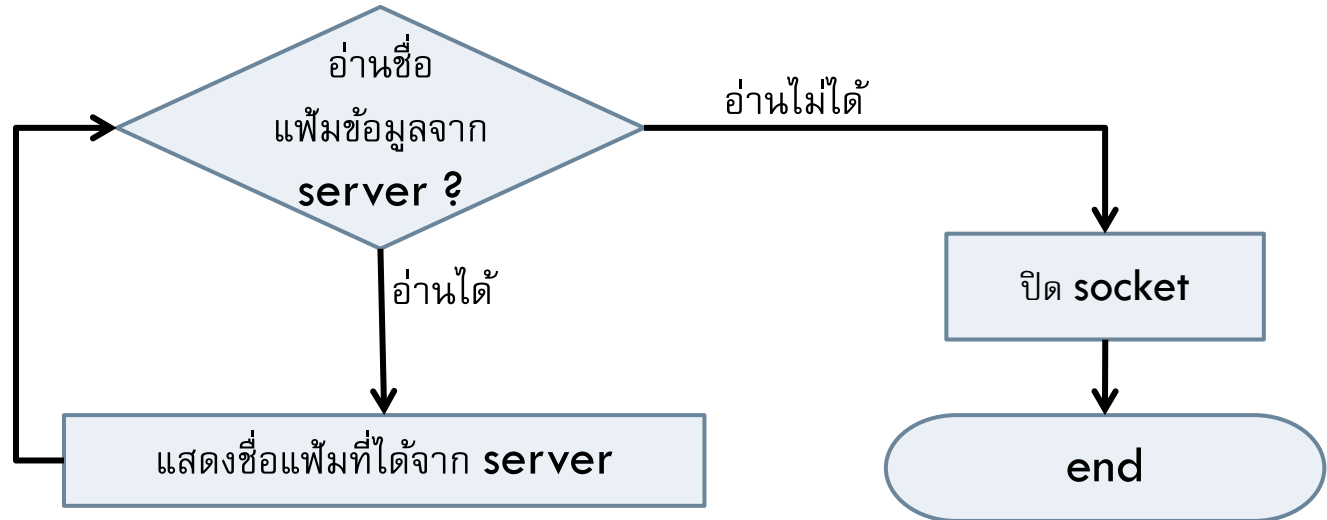 อ่านชื่อ
แฟ้มข้อมูลจาก
server ?
อ่านไม่ได้
อ่านได้
ปิด socket
แสดงชื่อแฟ้มที่ได้จาก server
end